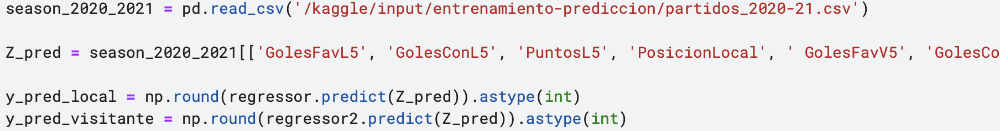 season_2020_2021 = pd.read_csv('/kaggle/input/entrenamiento-prediccion/partidos_2020-21.csv')
Z_pred = season_2020_2021[['GolesFavL5', 'GolesConL5', 'PuntosL5', 'PosicionLocal', ' GolesFavV5', 'GolesCo
y_pred_local = np.round(regressor.predict(Z_pred)).astype(int)
y_pred_visitante = np.round(regressor2.predict(Z_pred)).astype(int)